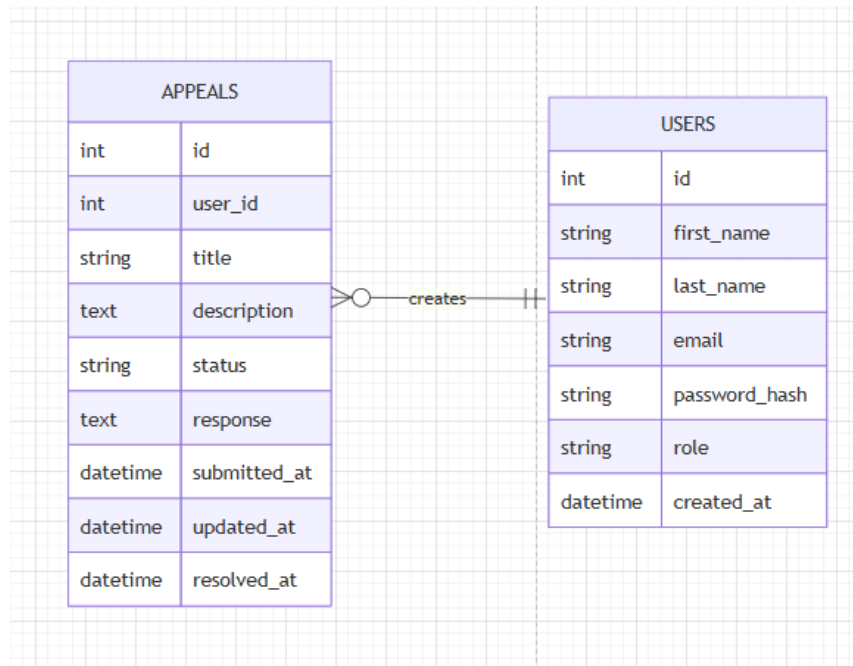 APPEALS
int id
int user_id
string title
text description
string status
text response
datetime submitted_at
datetime updated_at
datetime resolved_at
creates
USERS
int id
string first_name
string last_name
string email
string password_hash
string role
datetime created_at